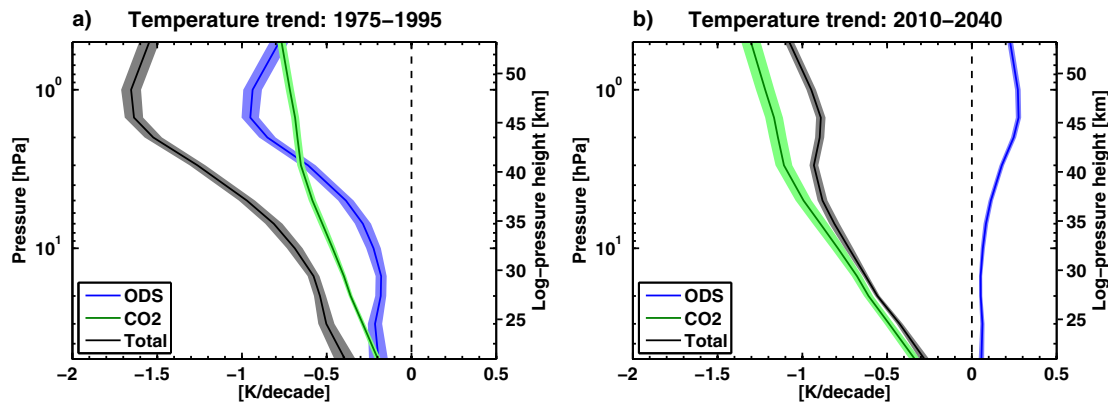 a) Temperature trend: 1975−1995
Pressure [hPa]
10⁰
10¹
50
45
40
35
30
25
Log−pressure height [km]
ODS
CO2
Total
−2 −1.5 −1 −0.5 0 0.5
[K/decade]
b) Temperature trend: 2010−2040
Pressure [hPa]
10⁰
10¹
50
45
40
35
30
25
Log−pressure height [km]
ODS
CO2
Total
−2 −1.5 −1 −0.5 0 0.5
[K/decade]